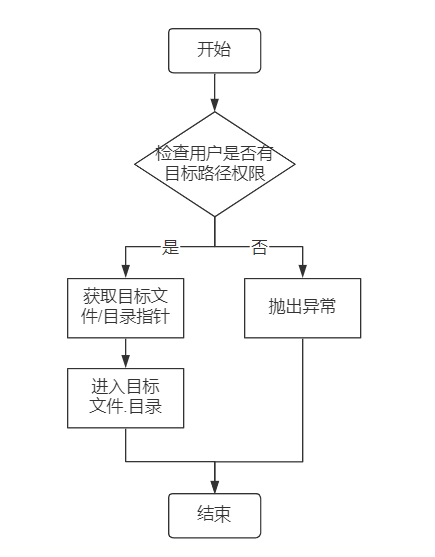 开始
检查用户是否有
目标路径权限
是
否
获取目标文
件/目录指针
抛出异常
进入目标
文件.目录
结束